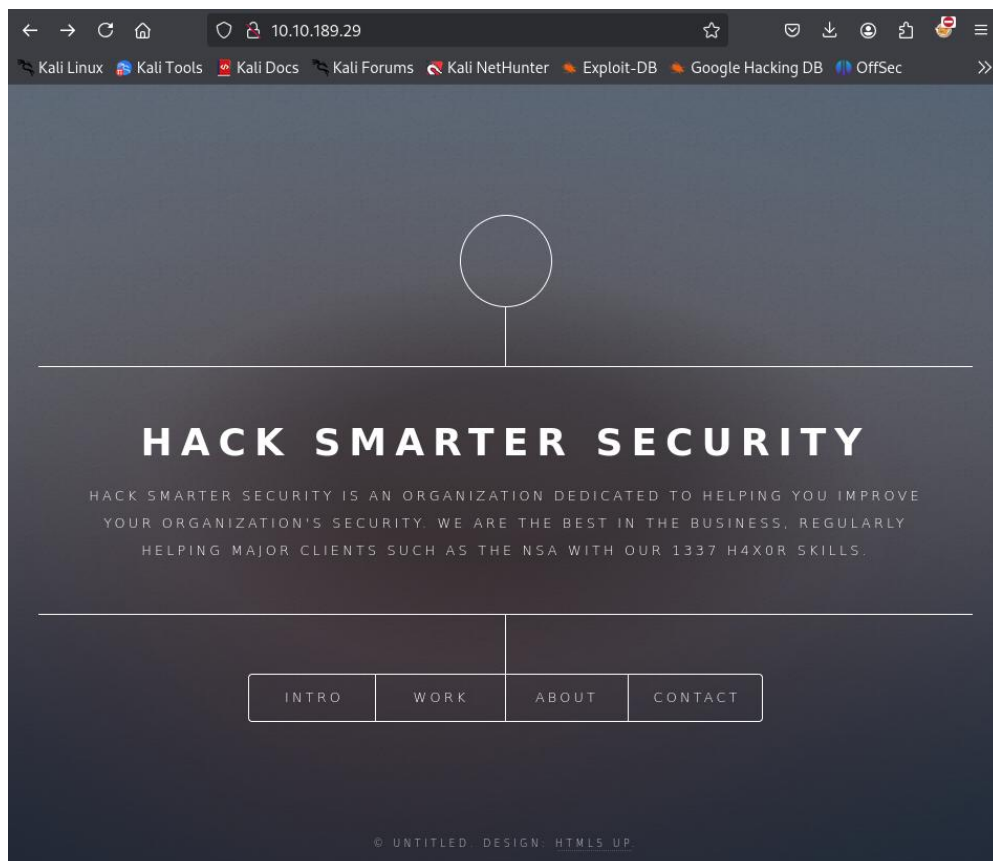 10.10.189.29
Kali Linux Kali Tools Kali Docs Kali Forums Kali NetHunter Exploit-DB Google Hacking DB OffSec
HACK SMARTER SECURITY
HACK SMARTER SECURITY IS AN ORGANIZATION DEDICATED TO HELPING YOU IMPROVE
YOUR ORGANIZATION'S SECURITY. WE ARE THE BEST IN THE BUSINESS, REGULARLY
HELPING MAJOR CLIENTS SUCH AS THE NSA WITH OUR 1337 H4X0R SKILLS.
INTRO WORK ABOUT CONTACT
© UNTITLED. DESIGN: HTML5 UP.